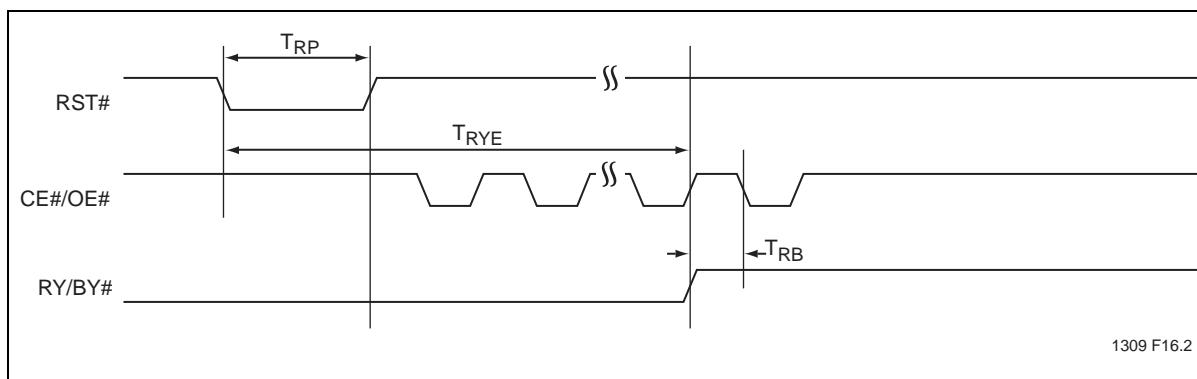 TRP
RST#
TRYE
CE#/OE#
TRB
RY/BY#
1309 F16.2